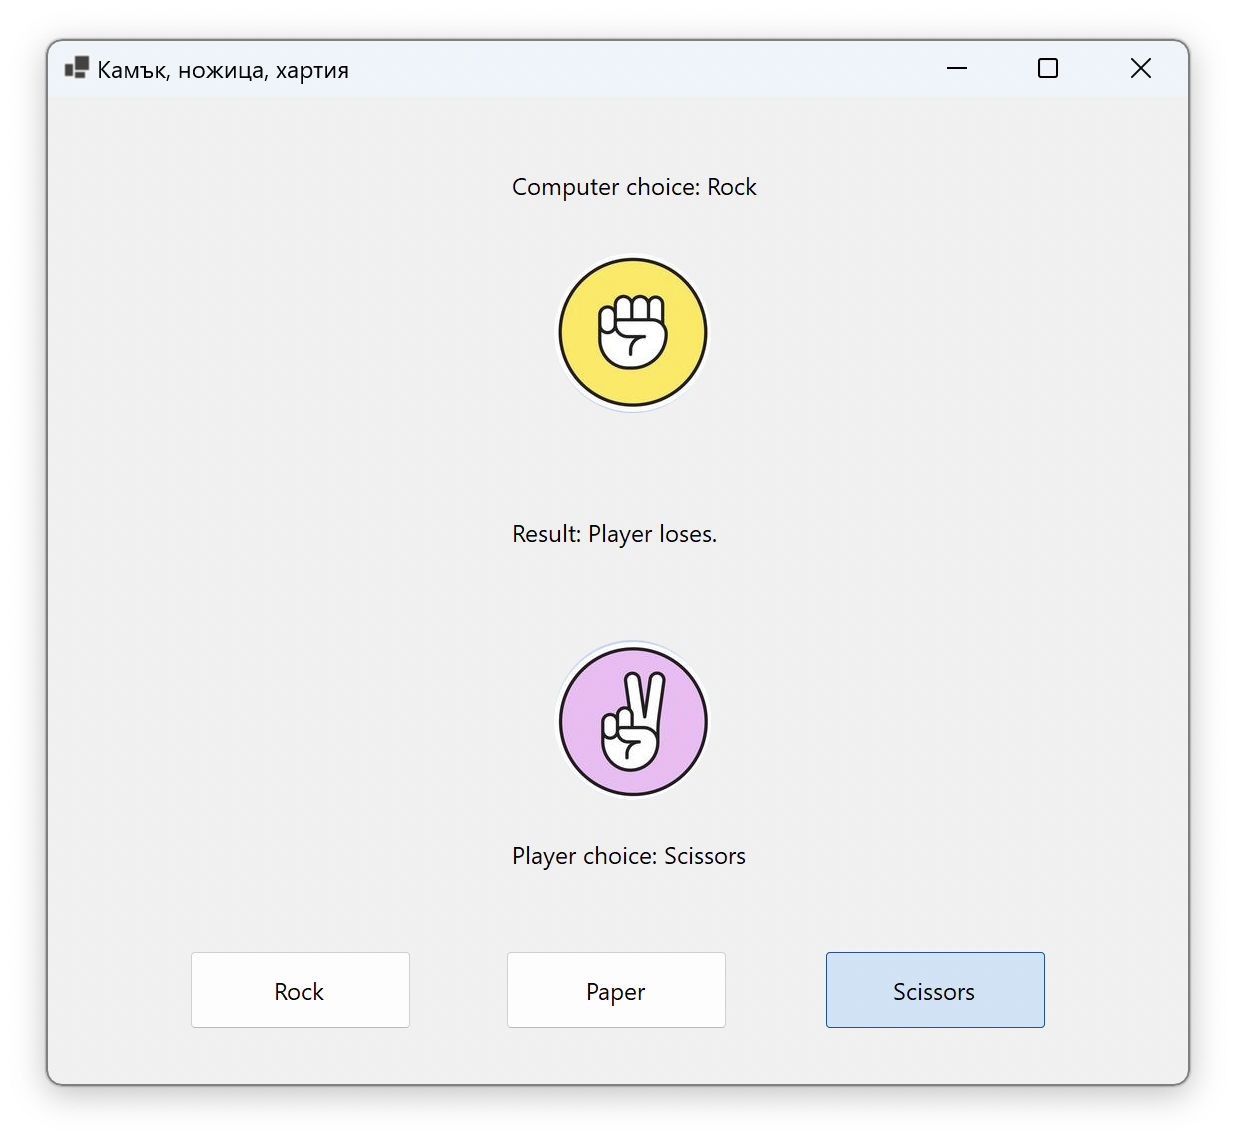 Камък, ножица, хартия
Computer choice: Rock
Result: Player loses.
Player choice: Scissors
Rock
Paper
Scissors